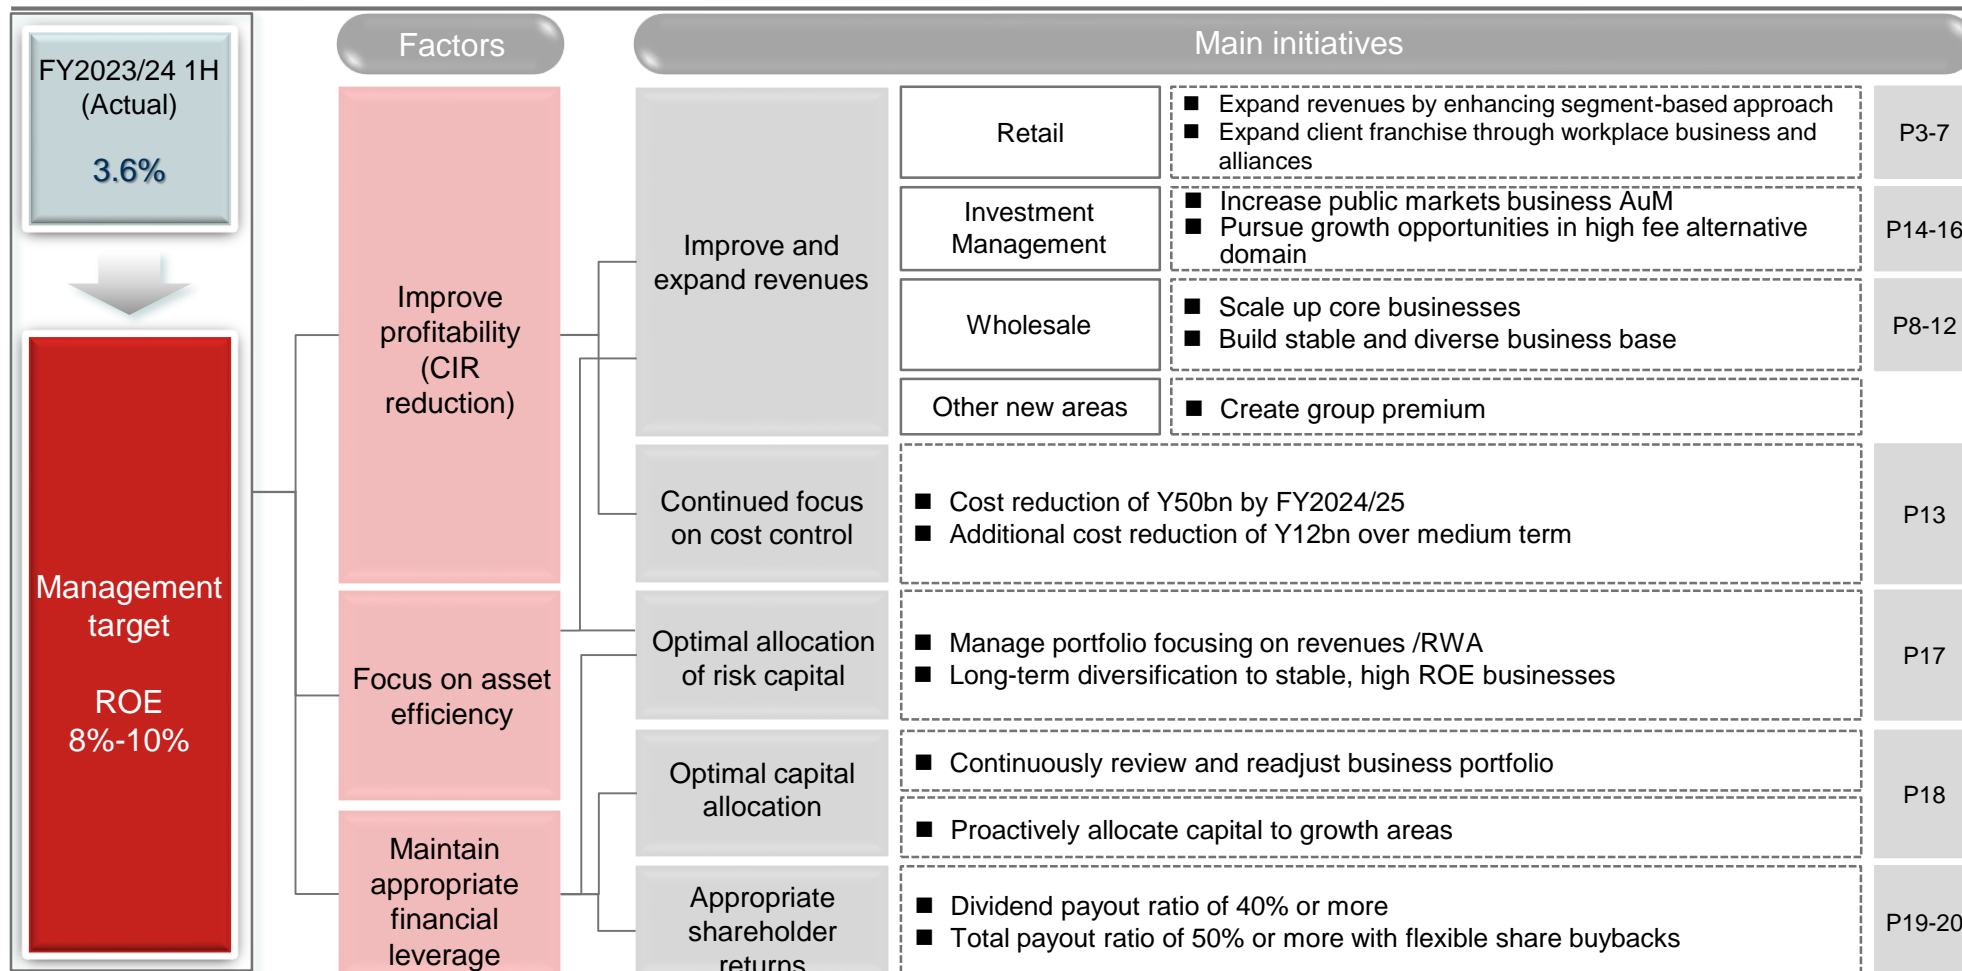 FY2023/24 1H
(Actual)
3.6%
Management
target
ROE
8%-10%
Factors
Main initiatives
Improve
profitability
(CIR
reduction)
Focus on asset
efficiency
Maintain
appropriate
financial
leverage
Improve and
expand revenues
Retail
■ Expand revenues by enhancing segment-based approach
■ Expand client franchise through workplace business and
alliances
P3-7
Investment
Management
■ Increase public markets business AuM
■ Pursue growth opportunities in high fee alternative
domain
P14-16
Wholesale
■ Scale up core businesses
■ Build stable and diverse business base
P8-12
Other new areas
■ Create group premium
Continued focus
on cost control
■ Cost reduction of Y50bn by FY2024/25
■ Additional cost reduction of Y12bn over medium term
P13
Optimal allocation
of risk capital
■ Manage portfolio focusing on revenues /RWA
■ Long-term diversification to stable, high ROE businesses
P17
Optimal capital
allocation
■ Continuously review and readjust business portfolio
■ Proactively allocate capital to growth areas
P18
Appropriate
shareholder
returns
■ Dividend payout ratio of 40% or more
■ Total payout ratio of 50% or more with flexible share buybacks
P19-20